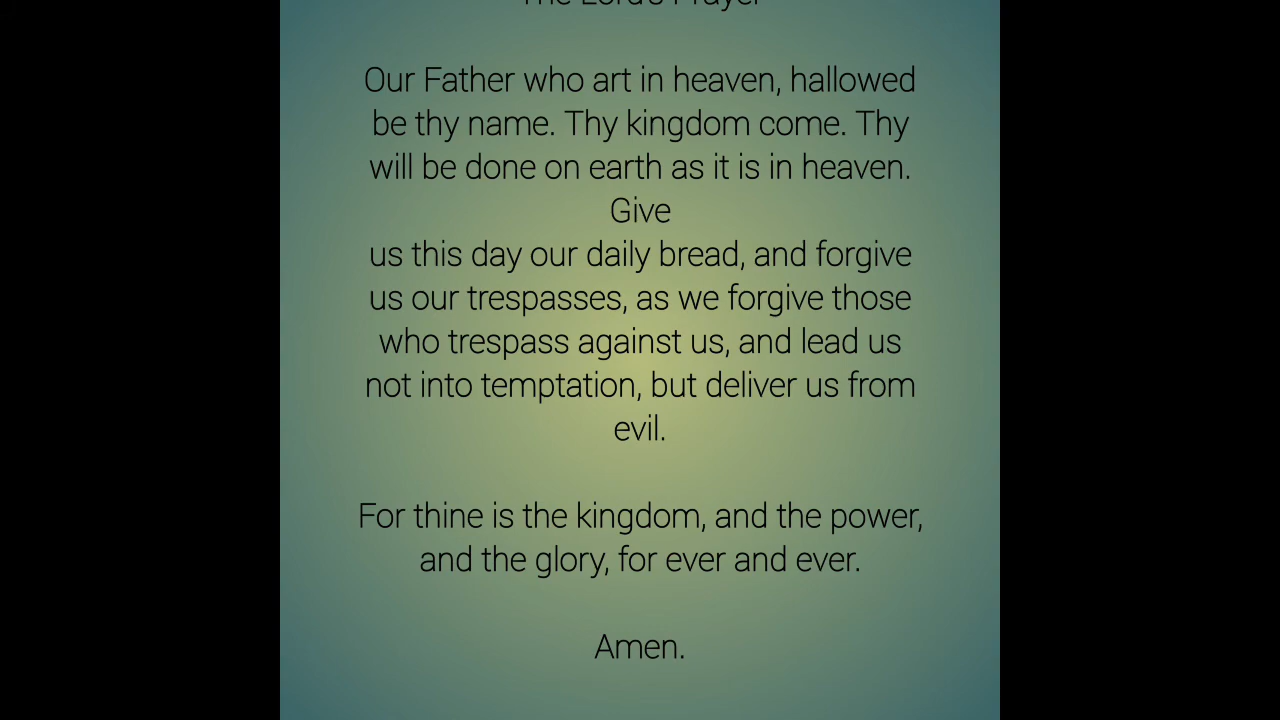 The Lord's Prayer
Our Father who art in heaven, hallowed
be thy name. Thy kingdom come. Thy
will be done on earth as it is in heaven.
Give
us this day our daily bread, and forgive
us our trespasses, as we forgive those
who trespass against us, and lead us
not into temptation, but deliver us from
evil.
For thine is the kingdom, and the power,
and the glory, for ever and ever.
Amen.